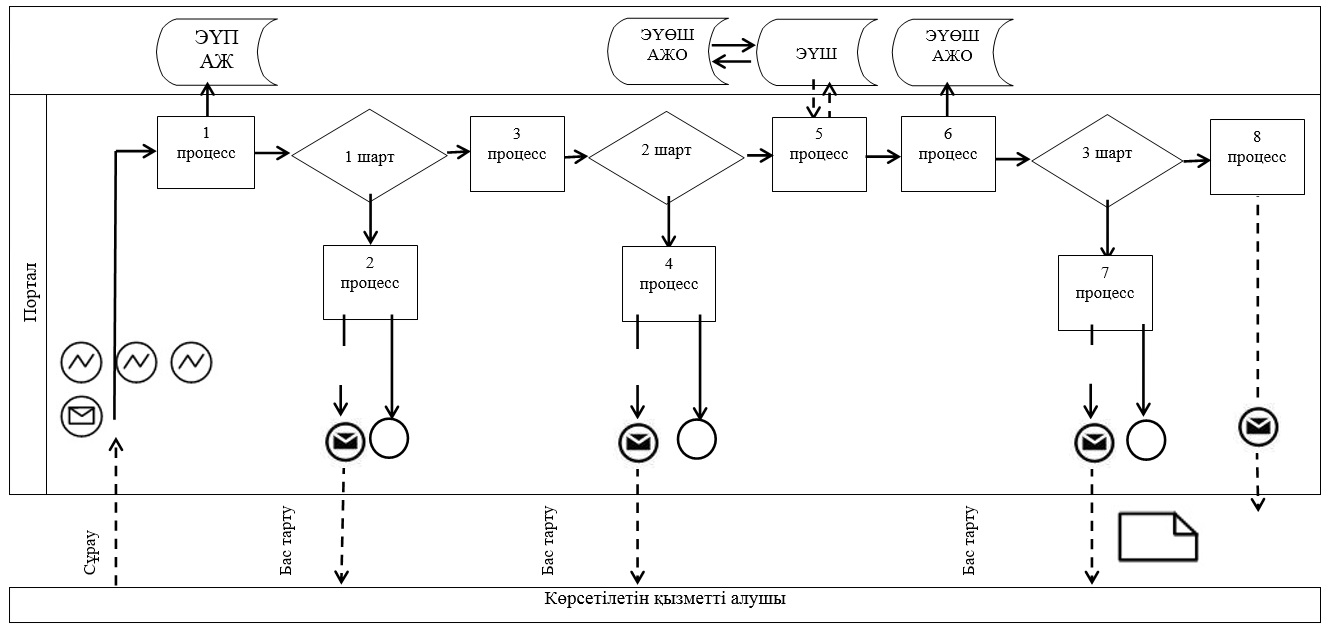 ЭҮП
АЖ
ЭҮӨШ
АЖО
ЭҮШ
ЭҮӨШ
АЖО
Портал
1
процесс
1 шарт
3
процесс
2 шарт
5
процесс
6
процесс
3 шарт
8
процесс
2
процесс
4
процесс
7
процесс
Сұрау
Бас тарту
Бас тарту
Бас тарту
Көрсетілетін қызметті алушы